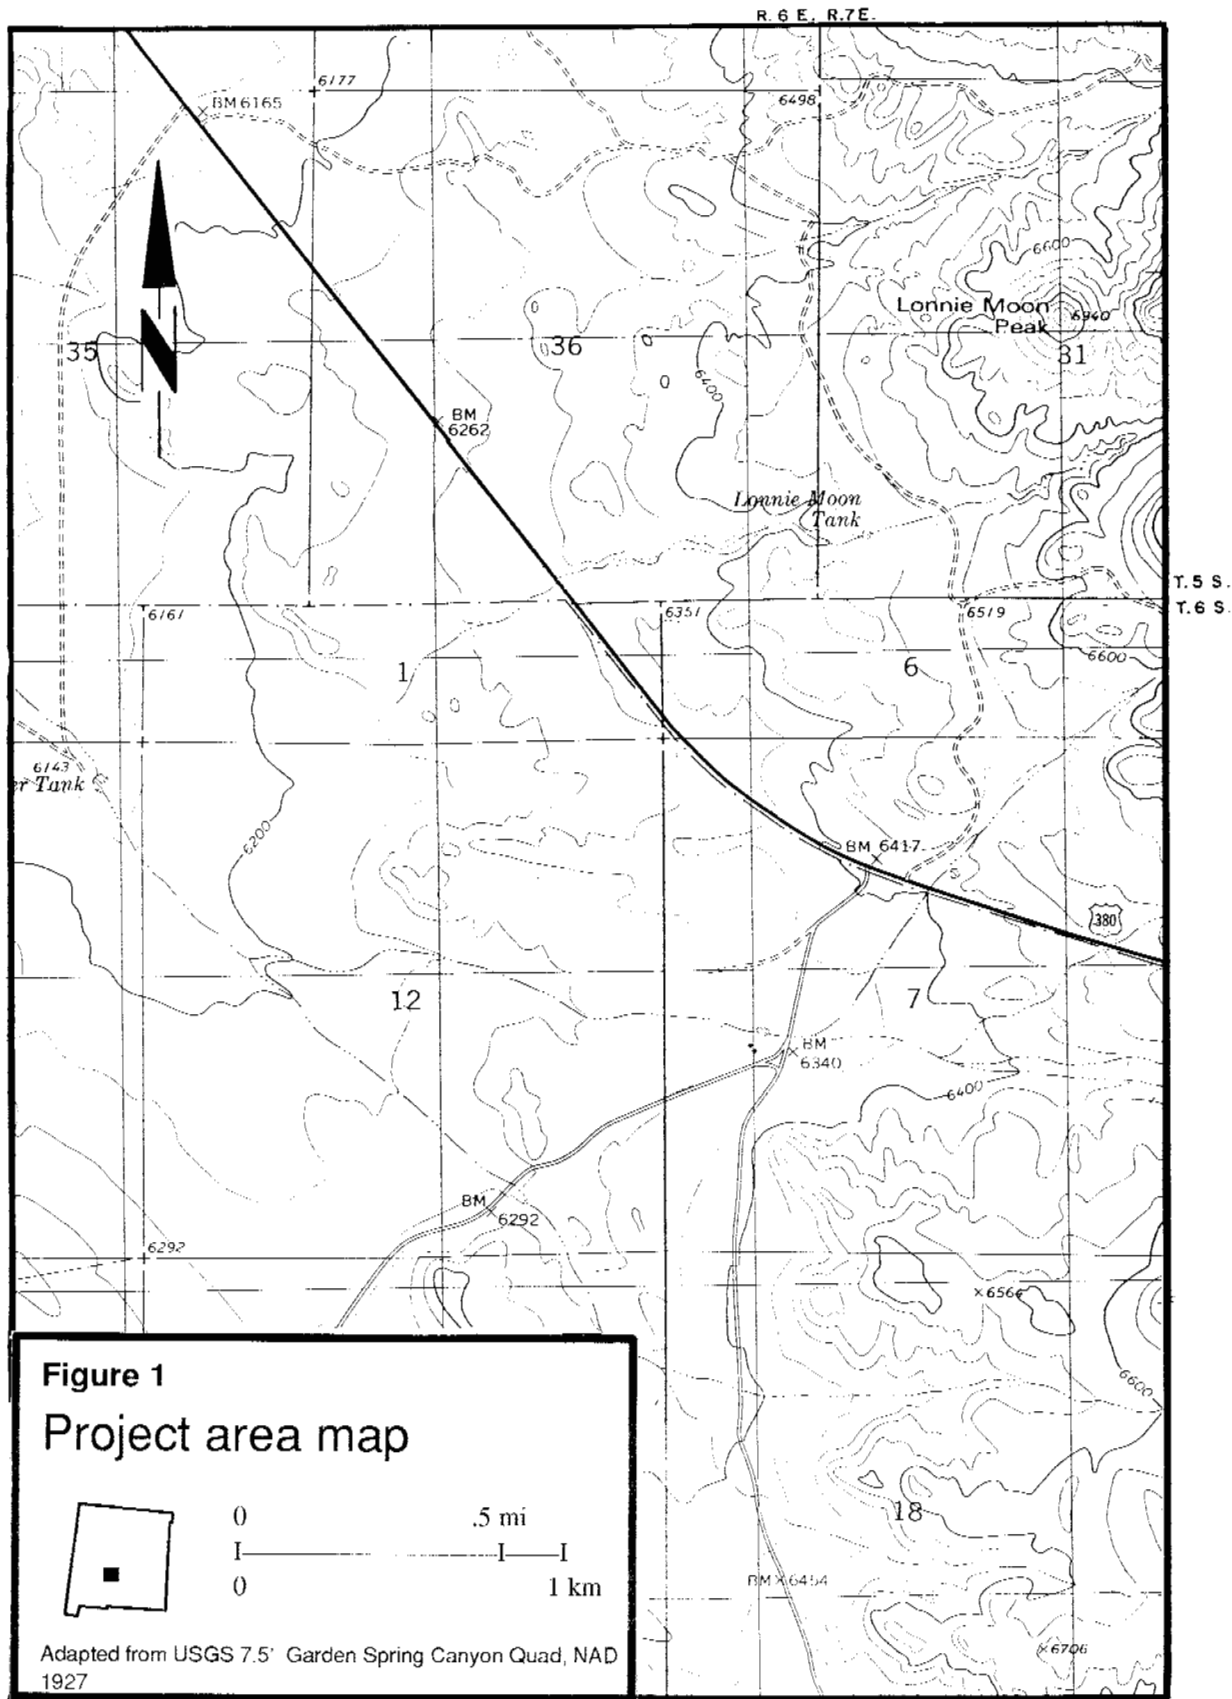 R. 6 E. R. 7 E.
6177
BM 6165
6498
6600
Lonnie Moon
Peak
6940
35
36
31
6400
BM
6262
Lonnie Moon
Tank
T. 5 S.
T. 6 S.
6161
6351
6519
6600
1
6
6143
er Tank
6200
BM 6417
380
12
7
BM
6340
6400
BM
6292
6292
6564
6600
18
BM 6454
6706
Figure 1
Project area map
0 .5 mi
0 1 km
Adapted from USGS 7.5' Garden Spring Canyon Quad, NAD
1927
N